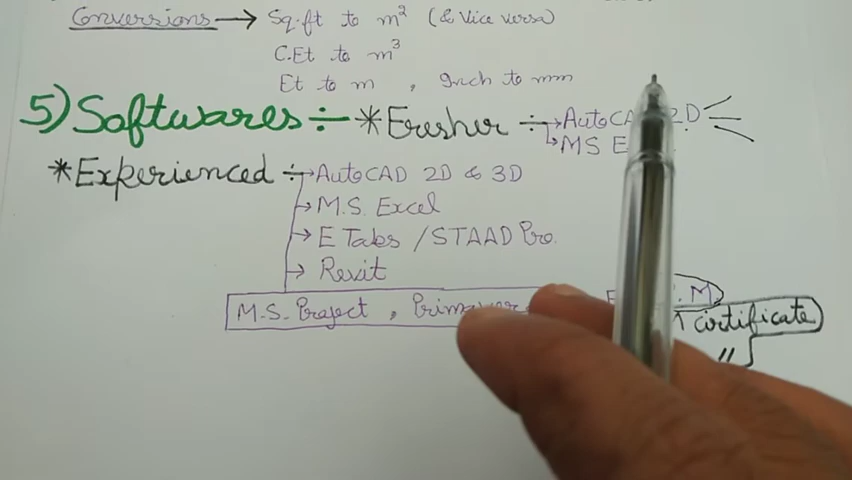 Conversions → Sq.ft to m² (& Vice versa)
C.Ft to m³
Ft to m , Inch to mm
5) Softwares ÷ * Fresher ÷ → AutoCAD 2D
→ MS
* Experienced ÷ → AutoCAD 2D & 3D
→ M.S. Excel
→ E Tabs / STAAD Pro.
→ Revit
M.S. Project ,
certificate
"